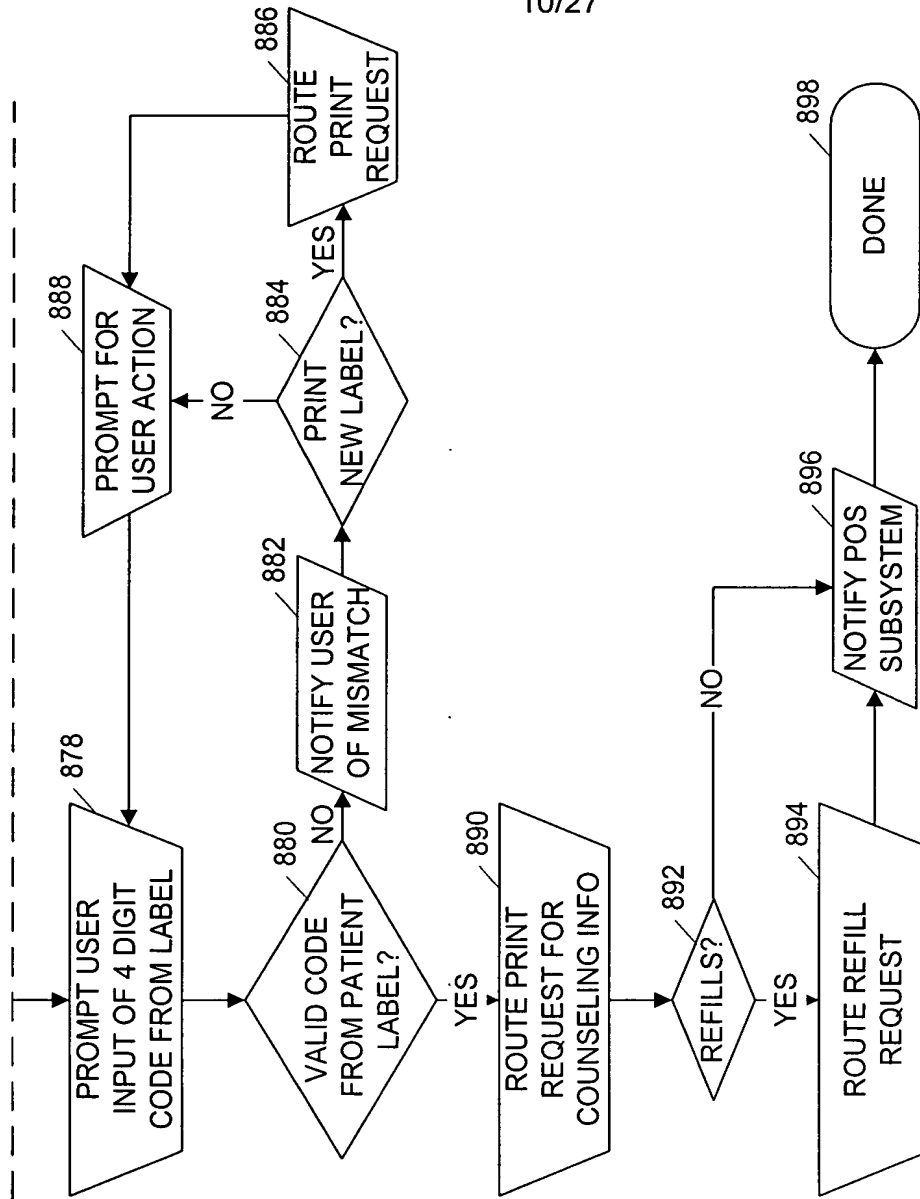 10/27
878
PROMPT USER
INPUT OF 4 DIGIT
CODE FROM LABEL
888
PROMPT FOR
USER ACTION
886
ROUTE
PRINT
REQUEST
880
VALID CODE
FROM PATIENT
LABEL?
NO
882
NOTIFY USER
OF MISMATCH
884
PRINT
NEW LABEL?
NO
YES
YES
890
ROUTE PRINT
REQUEST FOR
COUNSELING INFO
892
REFILLS?
NO
YES
894
ROUTE REFILL
REQUEST
896
NOTIFY POS
SUBSYSTEM
898
DONE